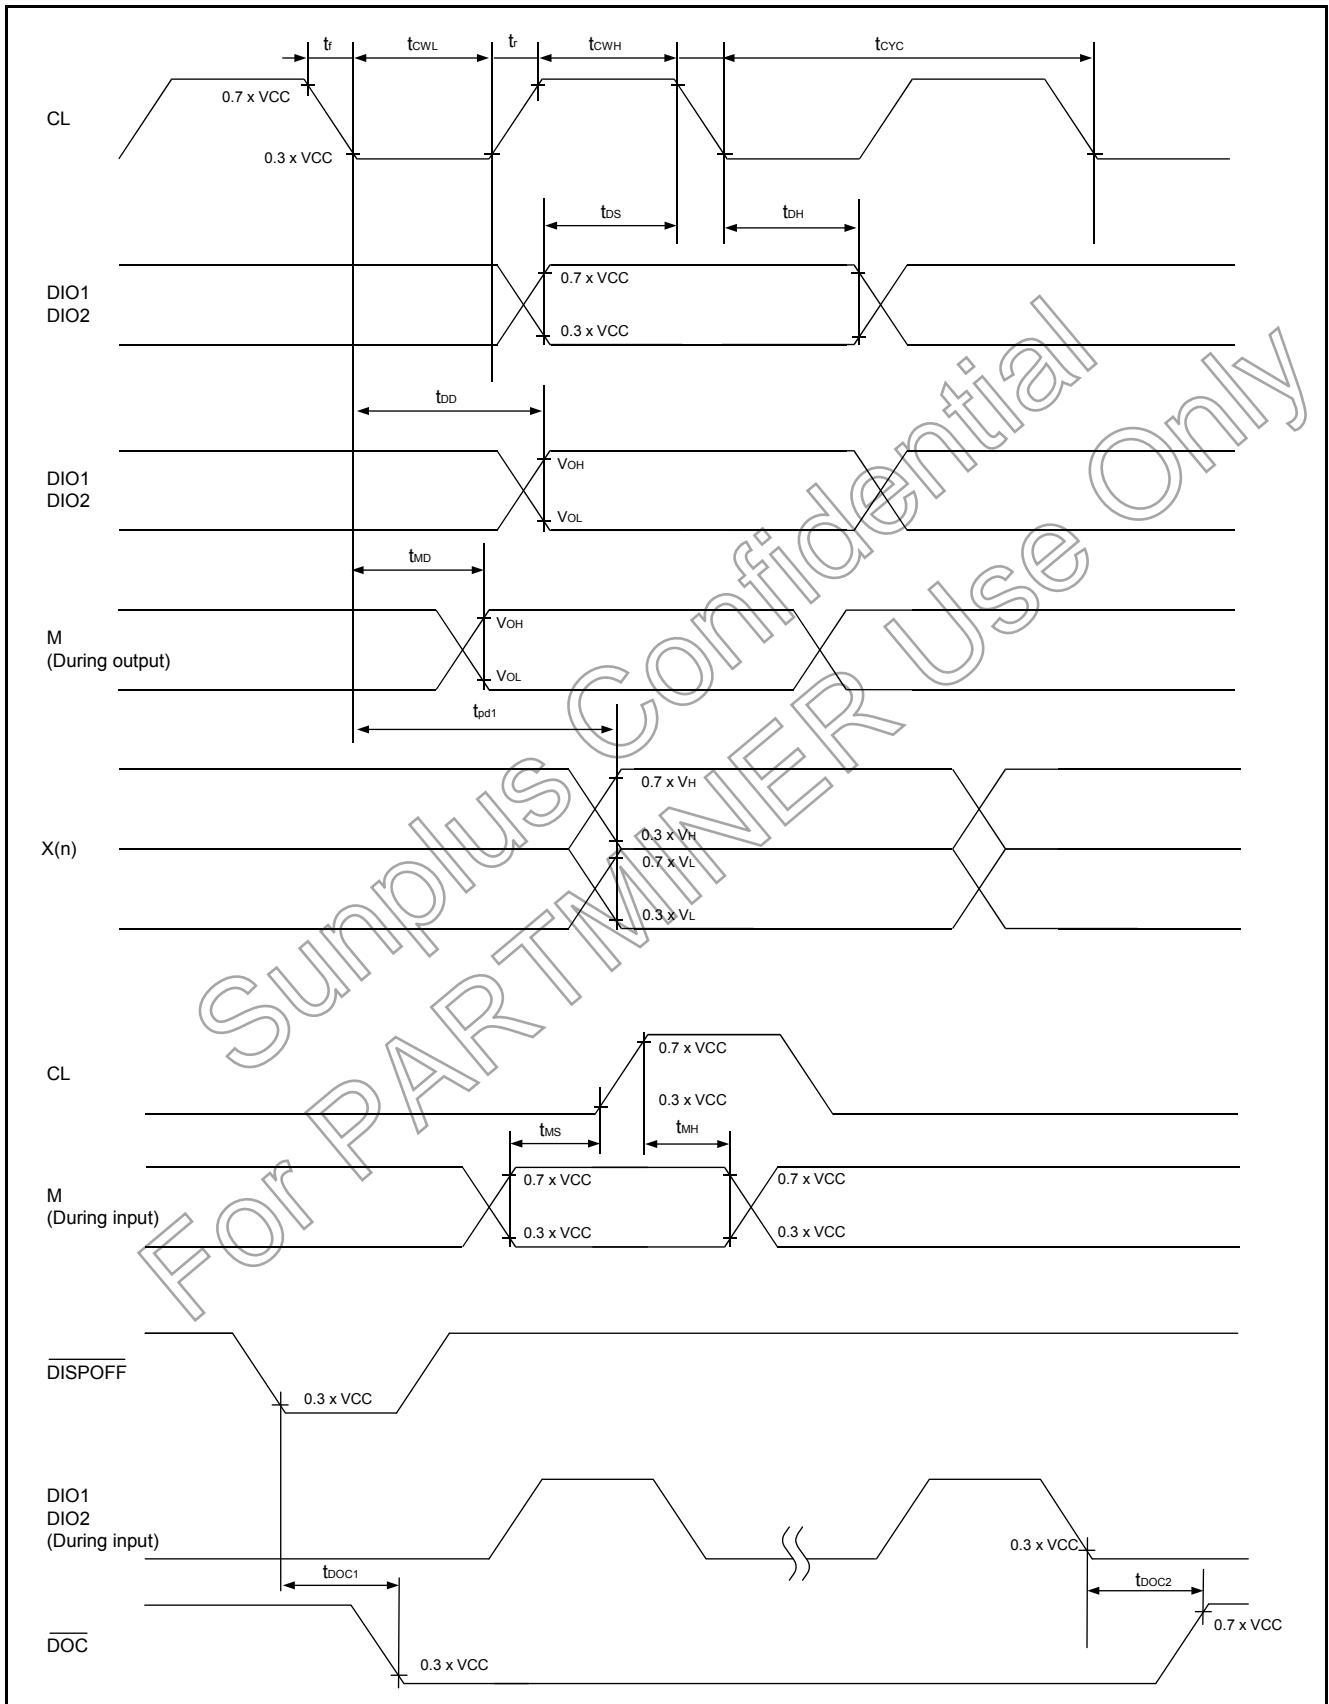 tf tCWL tr tCWH tCYC
0.7 x VCC
CL
0.3 x VCC
tDS tDH
0.7 x VCC
DIO1
DIO2
0.3 x VCC
tDD
VOH
DIO1
DIO2
VOL
tMD
VOH
M
(During output)
VOL
tpd1
0.7 x VH
0.3 x VH
X(n)
0.7 x VL
0.3 x VL
CL
0.7 x VCC
0.3 x VCC
tMS tMH
0.7 x VCC 0.7 x VCC
M
(During input)
0.3 x VCC 0.3 x VCC
DISPOFF
0.3 x VCC
DIO1
DIO2
(During input)
0.3 x VCC
tDOC1 tDOC2
0.7 x VCC
DOC
0.3 x VCC
Sunplus Confidential
For PARTMINER Use Only